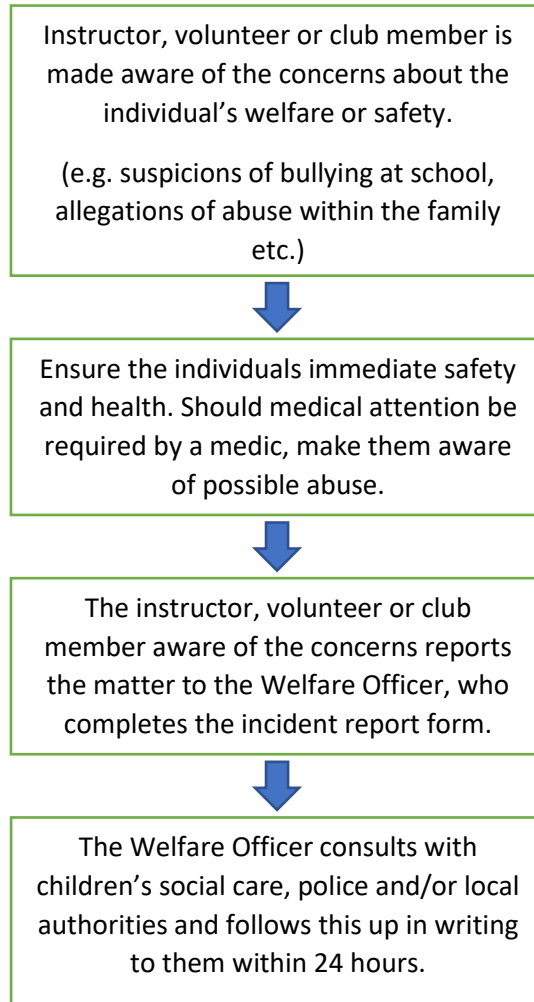 Instructor, volunteer or club member is
made aware of the concerns about the
individual’s welfare or safety.
(e.g. suspicions of bullying at school,
allegations of abuse within the family
etc.)
Ensure the individuals immediate safety
and health. Should medical attention be
required by a medic, make them aware
of possible abuse.
The instructor, volunteer or club
member aware of the concerns reports
the matter to the Welfare Officer, who
completes the incident report form.
The Welfare Officer consults with
children’s social care, police and/or local
authorities and follows this up in writing
to them within 24 hours.